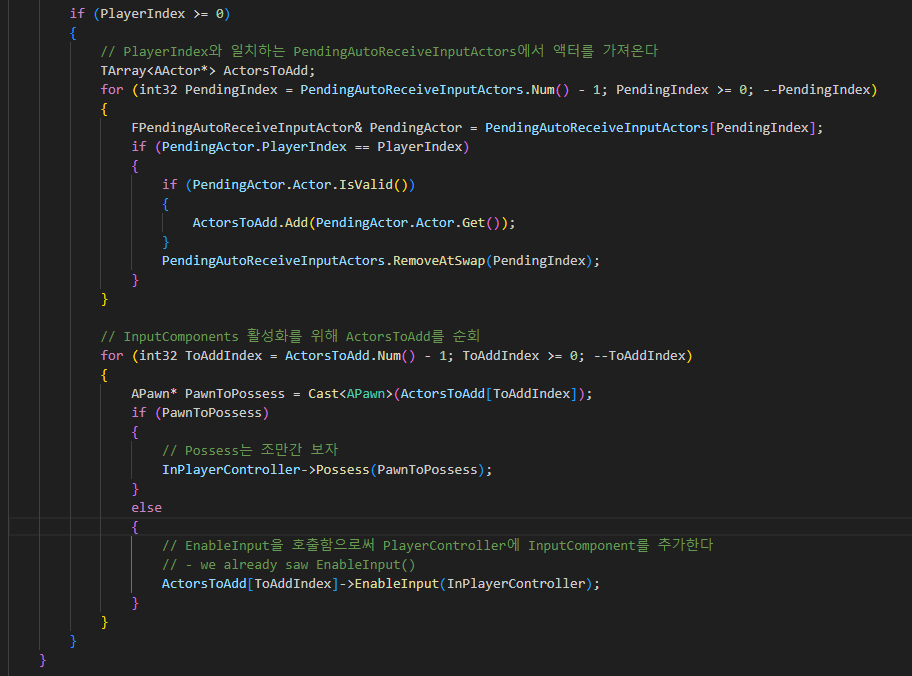 if (PlayerIndex >= 0)
{
// PlayerIndex와 일치하는 PendingAutoReceiveInputActors에서 액터를 가져온다
TArray<AActor*> ActorsToAdd;
for (int32 PendingIndex = PendingAutoReceiveInputActors.Num() - 1; PendingIndex >= 0; --PendingIndex)
{
FPendingAutoReceiveInputActor& PendingActor = PendingAutoReceiveInputActors[PendingIndex];
if (PendingActor.PlayerIndex == PlayerIndex)
{
if (PendingActor.Actor.IsValid())
{
ActorsToAdd.Add(PendingActor.Actor.Get());
}
PendingAutoReceiveInputActors.RemoveAtSwap(PendingIndex);
}
}
// InputComponents 활성화를 위해 ActorsToAdd를 순회
for (int32 ToAddIndex = ActorsToAdd.Num() - 1; ToAddIndex >= 0; --ToAddIndex)
{
APawn* PawnToPossess = Cast<APawn>(ActorsToAdd[ToAddIndex]);
if (PawnToPossess)
{
// Possess는 조만간 보자
InPlayerController->Possess(PawnToPossess);
}
else
{
// EnableInput을 호출함으로써 PlayerController에 InputComponent를 추가한다
// - we already saw EnableInput()
ActorsToAdd[ToAddIndex]->EnableInput(InPlayerController);
}
}
}
}